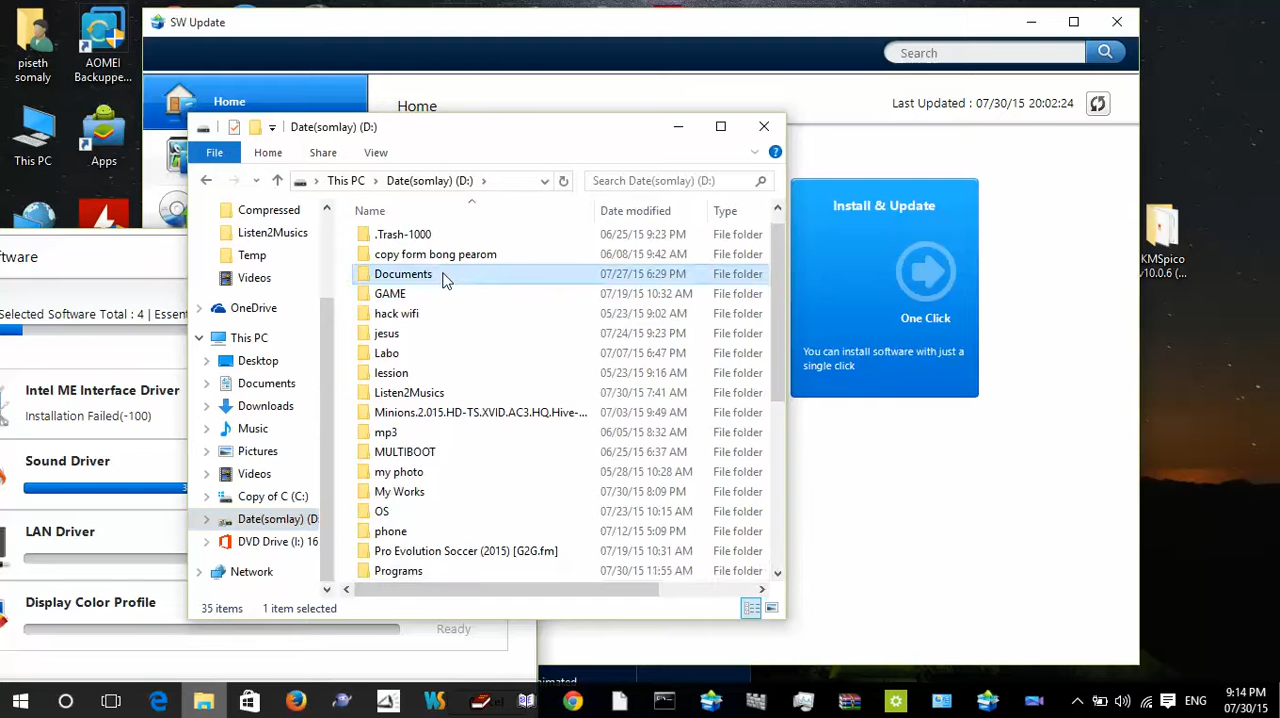 piseth
somaly
AOMEI
Backuppe...
This PC
Apps
KMSpico
v10.0.6 (...
SW Update
Search
Home
Home
Last Updated : 07/30/15 20:02:24
Install & Update
One Click
You can install software with just a
single click
Date(somlay) (D:)
File
Home
Share
View
This PC
Date(somlay) (D:)
Search Date(somlay) (D:)
Compressed
Listen2Musics
Temp
Videos
OneDrive
This PC
Desktop
Documents
Downloads
Music
Pictures
Videos
Copy of C (C:)
Date(somlay) (D
DVD Drive (I:) 16
Network
Name Date modified Type
.Trash-1000 06/25/15 9:23 PM File folder
copy form bong pearom 06/08/15 9:42 AM File folder
Documents 07/27/15 6:29 PM File folder
GAME 07/19/15 10:32 AM File folder
hack wifi 05/23/15 9:02 AM File folder
jesus 07/24/15 9:23 PM File folder
Labo 07/07/15 6:47 PM File folder
lession 05/23/15 9:16 AM File folder
Listen2Musics 07/30/15 7:41 AM File folder
Minions.2.015.HD-TS.XVID.AC3.HQ.Hive-... 07/03/15 9:49 AM File folder
mp3 06/05/15 8:32 AM File folder
MULTIBOOT 06/25/15 6:37 AM File folder
my photo 05/28/15 10:28 AM File folder
My Works 07/30/15 8:09 PM File folder
OS 07/23/15 10:15 AM File folder
phone 07/12/15 5:09 PM File folder
Pro Evolution Soccer (2015) [G2G.fm] 07/19/15 10:31 AM File folder
Programs 07/30/15 11:55 AM File folder
35 items 1 item selected
ware
Selected Software Total : 4 | Essent
Intel ME Interface Driver
Installation Failed(-100)
Sound Driver
LAN Driver
Display Color Profile
Ready
ENG
9:14 PM
07/30/15